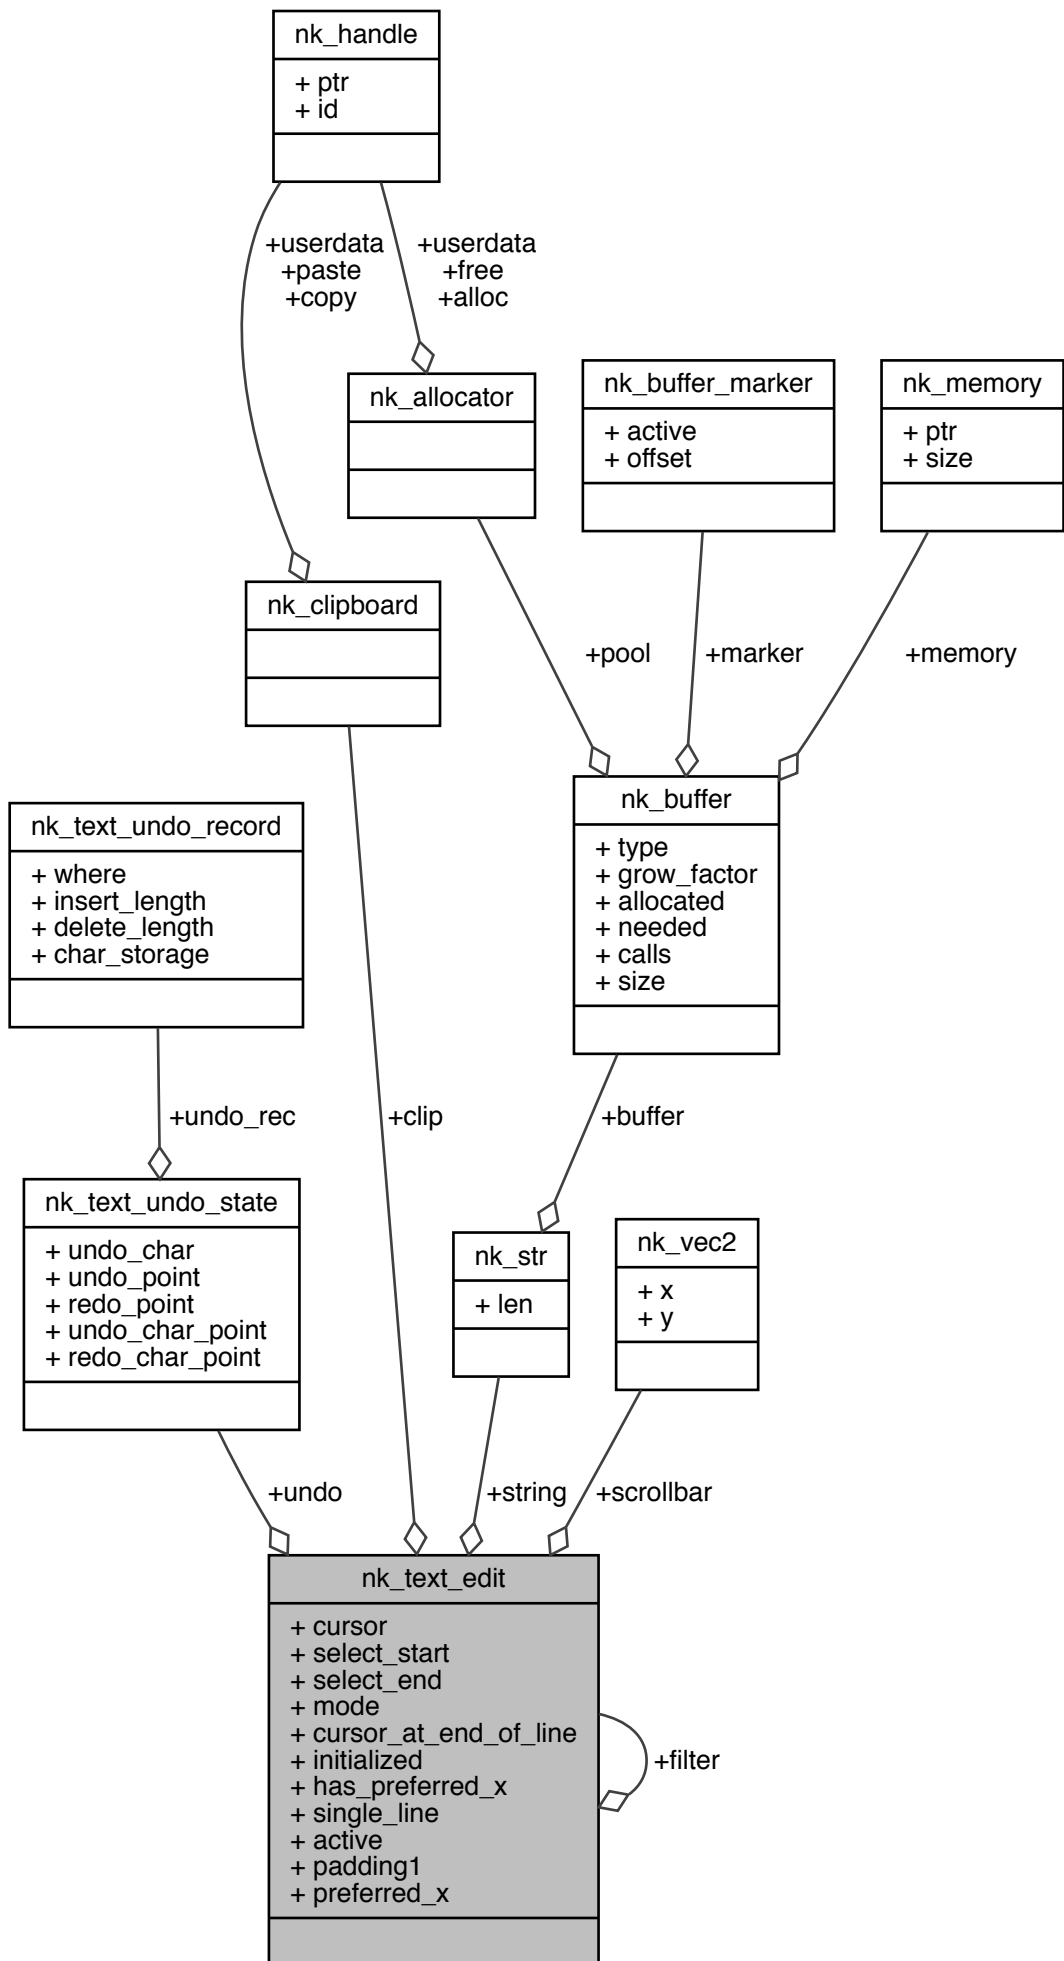 nk_handle
+ ptr
+ id
+userdata
+paste
+copy
+userdata
+free
+alloc
nk_allocator
nk_buffer_marker
+ active
+ offset
nk_memory
+ ptr
+ size
nk_clipboard
+pool
+marker
+memory
nk_buffer
+ type
+ grow_factor
+ allocated
+ needed
+ calls
+ size
nk_text_undo_record
+ where
+ insert_length
+ delete_length
+ char_storage
+undo_rec
+clip
+buffer
nk_text_undo_state
+ undo_char
+ undo_point
+ redo_point
+ undo_char_point
+ redo_char_point
nk_str
+ len
nk_vec2
+ x
+ y
+undo
+string
+scrollbar
nk_text_edit
+ cursor
+ select_start
+ select_end
+ mode
+ cursor_at_end_of_line
+ initialized
+ has_preferred_x
+ single_line
+ active
+ padding1
+ preferred_x
+filter